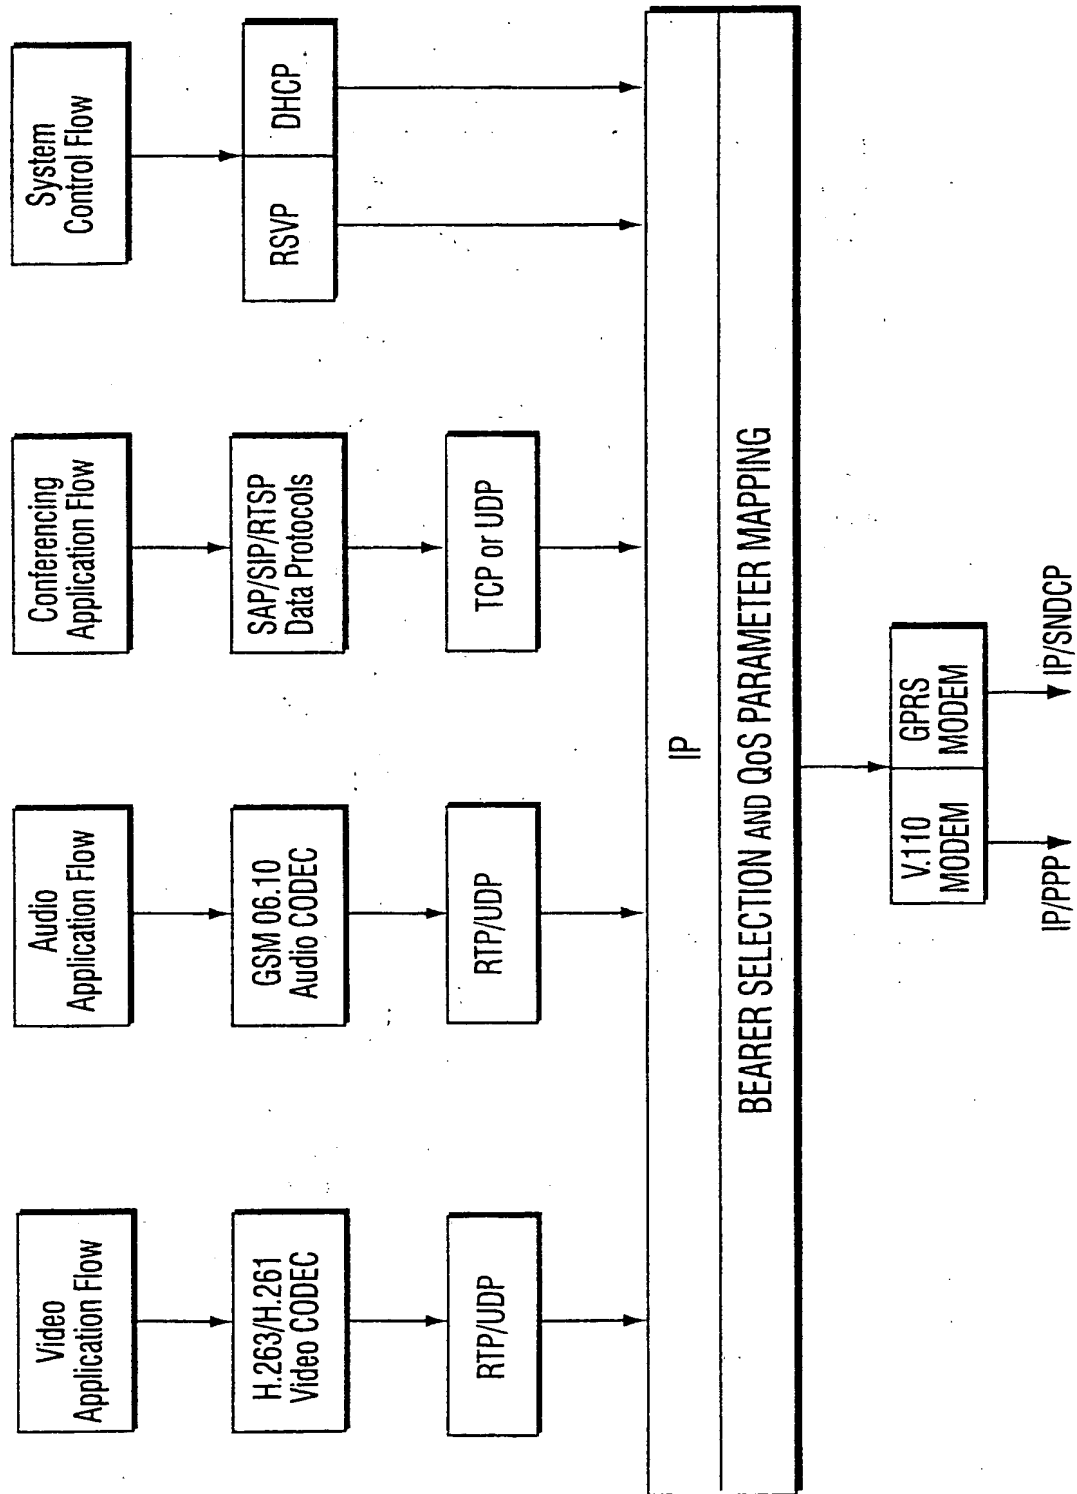 Video
Application Flow
Audio
Application Flow
Conferencing
Application Flow
System
Control Flow
H.263/H.261
Video CODEC
GSM 06.10
Audio CODEC
SAP/SIP/RTSP
Data Protocols
RSVP
DHCP
RTP/UDP
RTP/UDP
TCP or UDP
IP
BEARER SELECTION AND QoS PARAMETER MAPPING
V.110
MODEM
GPRS
MODEM
IP/PPP
IP/SNDCP